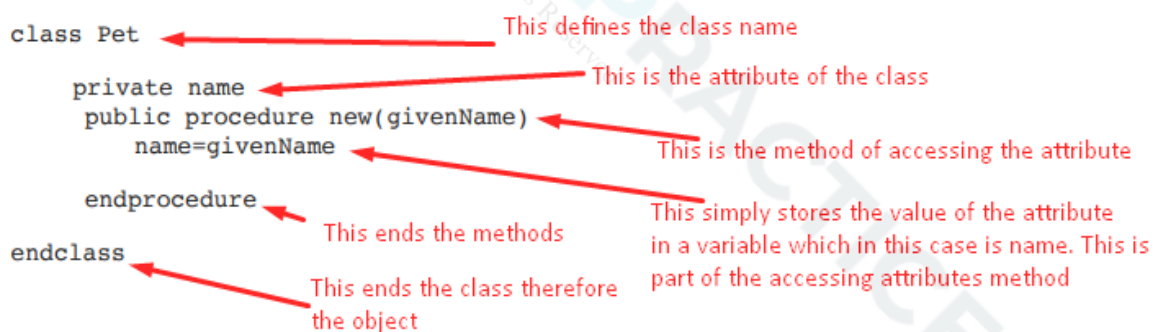 This defines the class name
class Pet
This is the attribute of the class
private name
public procedure new(givenName)
name=givenName
This is the method of accessing the attribute
endprocedure
This simply stores the value of the attribute
in a variable which in this case is name. This is
part of the accessing attributes method
This ends the methods
endclass
This ends the class therefore
the object
PRACTICE